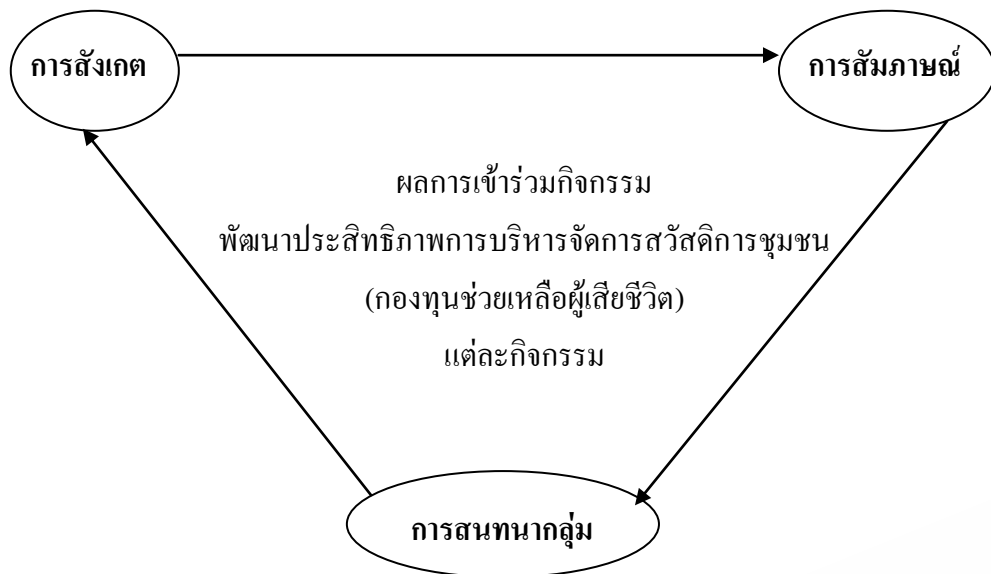 การสังเกต
การสัมภาษณ์
ผลการเข้าร่วมกิจกรรม
พัฒนาประสิทธิภาพการบริหารจัดการสวัสดิการชุมชน
(กองทุนช่วยเหลือผู้เสียชีวิต)
แต่ละกิจกรรม
การสนทนากลุ่ม